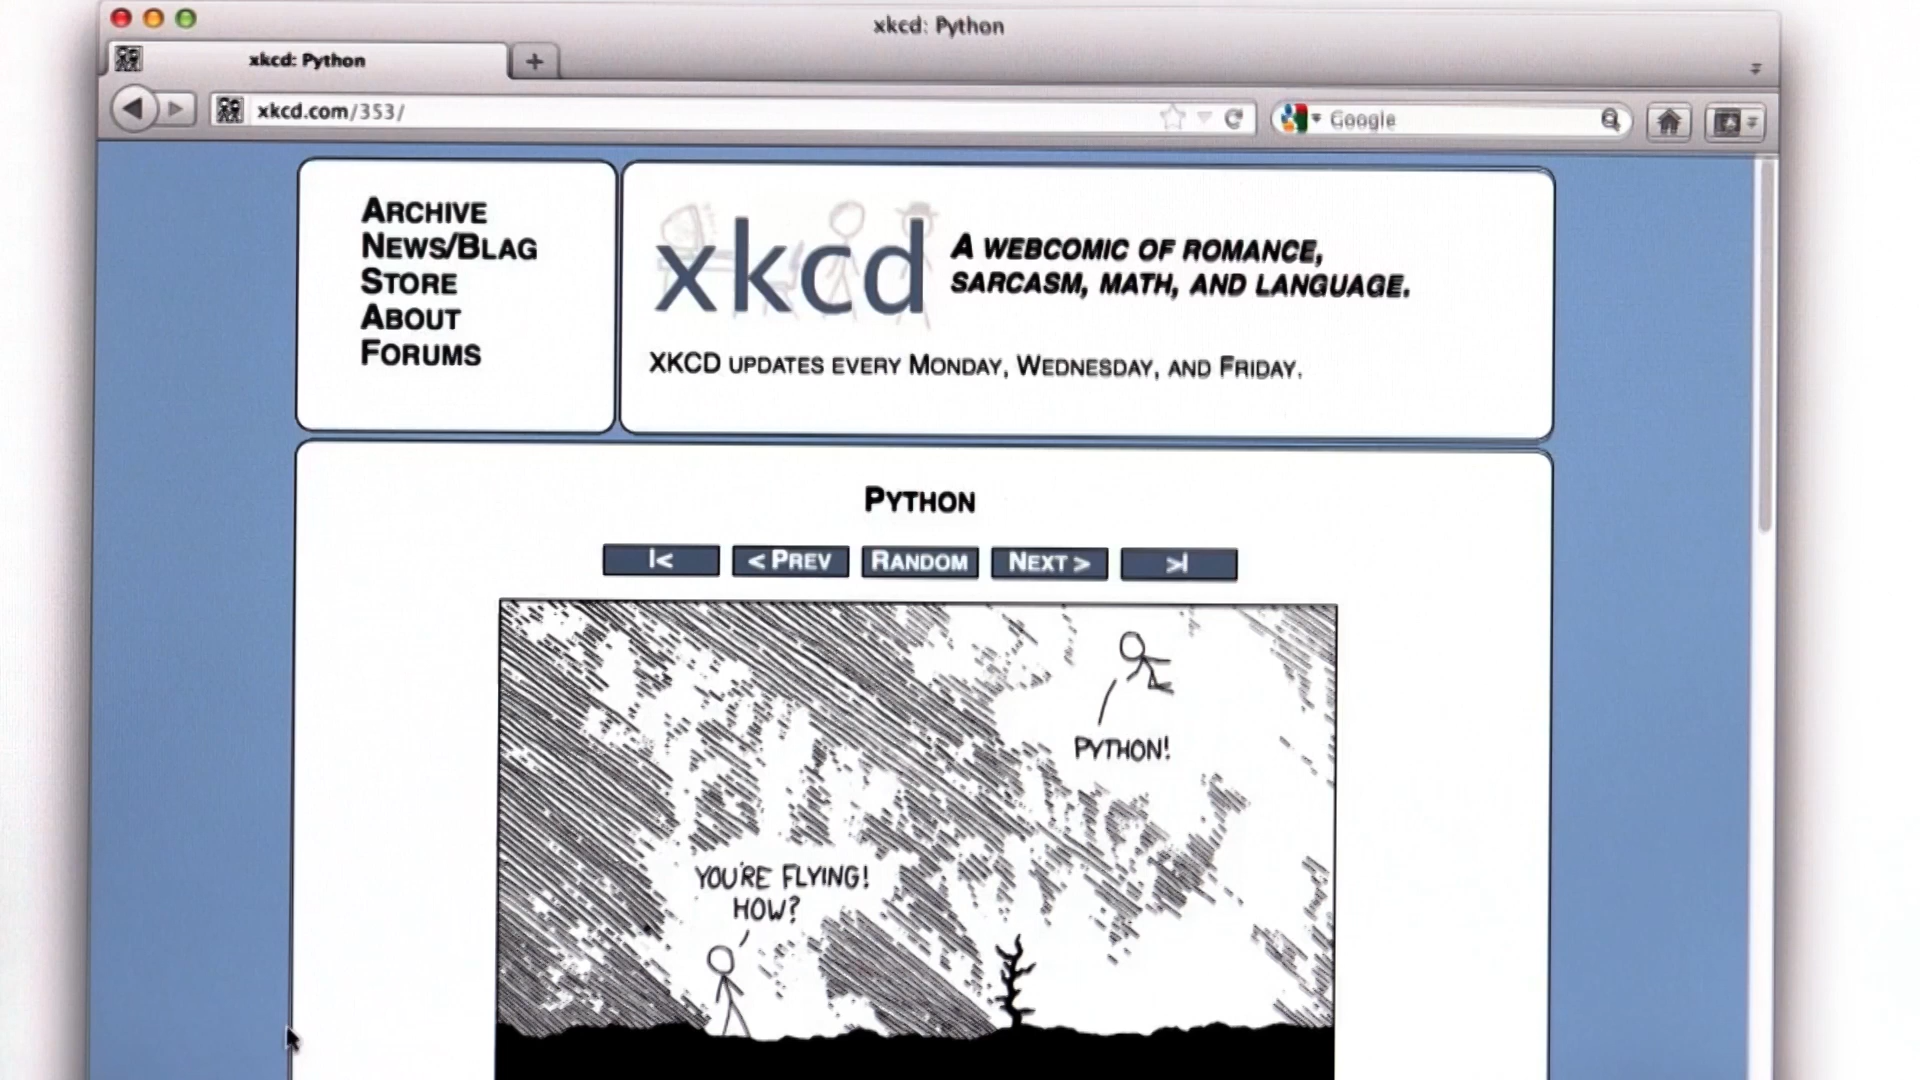 xkcd: Python
xkcd: Python
xkcd.com/353/
Google
ARCHIVE
NEWS/BLAG
STORE
ABOUT
FORUMS
xkcd
A WEBCOMIC OF ROMANCE,
SARCASM, MATH, AND LANGUAGE.
XKCD UPDATES EVERY MONDAY, WEDNESDAY, AND FRIDAY.
PYTHON
|<
< PREV
RANDOM
NEXT >
>|
PYTHON!
YOU'RE FLYING!
HOW?